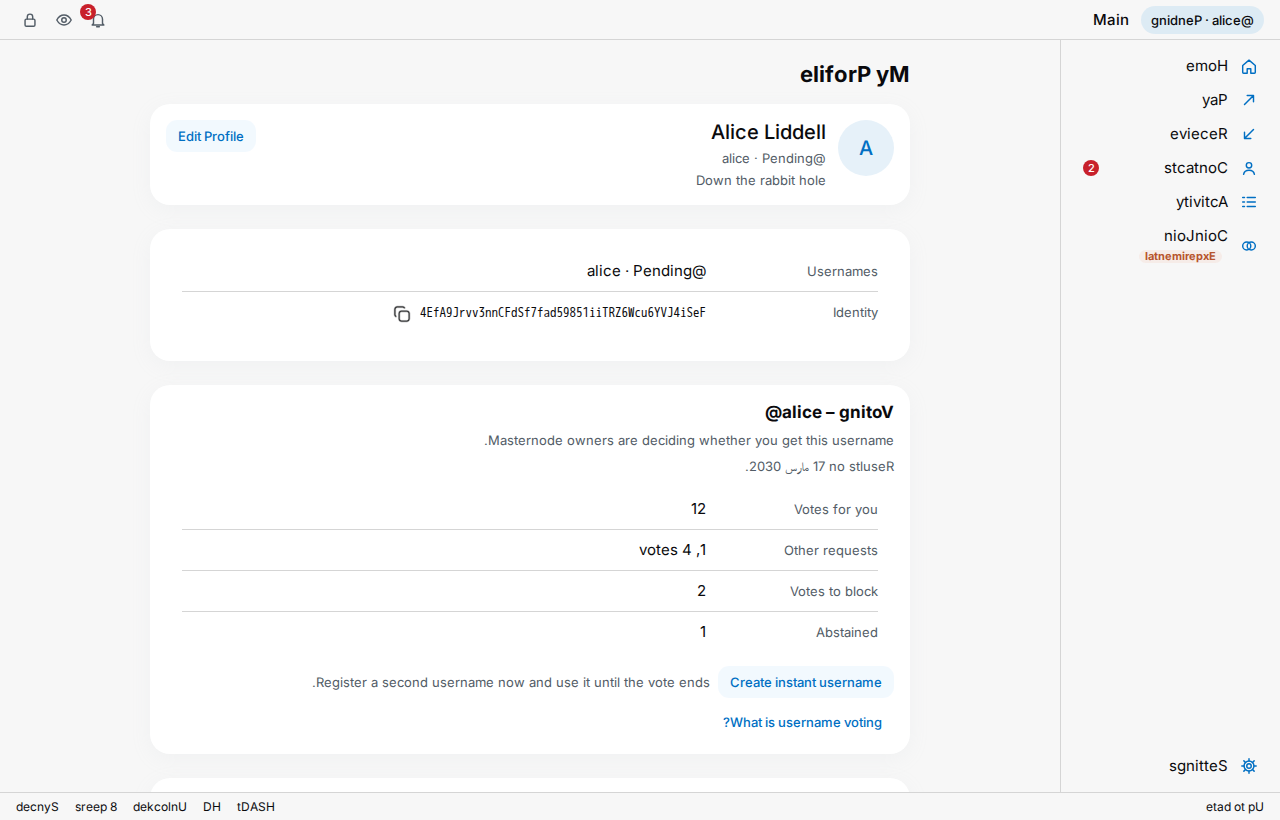 3
Main
gnidneP · alice@
emoH
yaP
evieceR
stcatnoC
2
ytivitcA
nioJnioC
latnemirepxE
sgnitteS
eliforP yM
A
Alice Liddell
alice · Pending@
Down the rabbit hole
Edit Profile
Usernames
alice · Pending@
Identity
4EfA9Jrvv3nnCFdSf7fad59851iiTRZ6Wcu6YVJ4iSeF
@alice – gnitoV
.Masternode owners are deciding whether you get this username
.2030 مارس 17 no stluseR
Votes for you
12
Other requests
votes 4 ,1
Votes to block
2
Abstained
1
Create instant username
.Register a second username now and use it until the vote ends
?What is username voting
etad ot pU
decnyS
sreep 8
dekcolnU
DH
tDASH